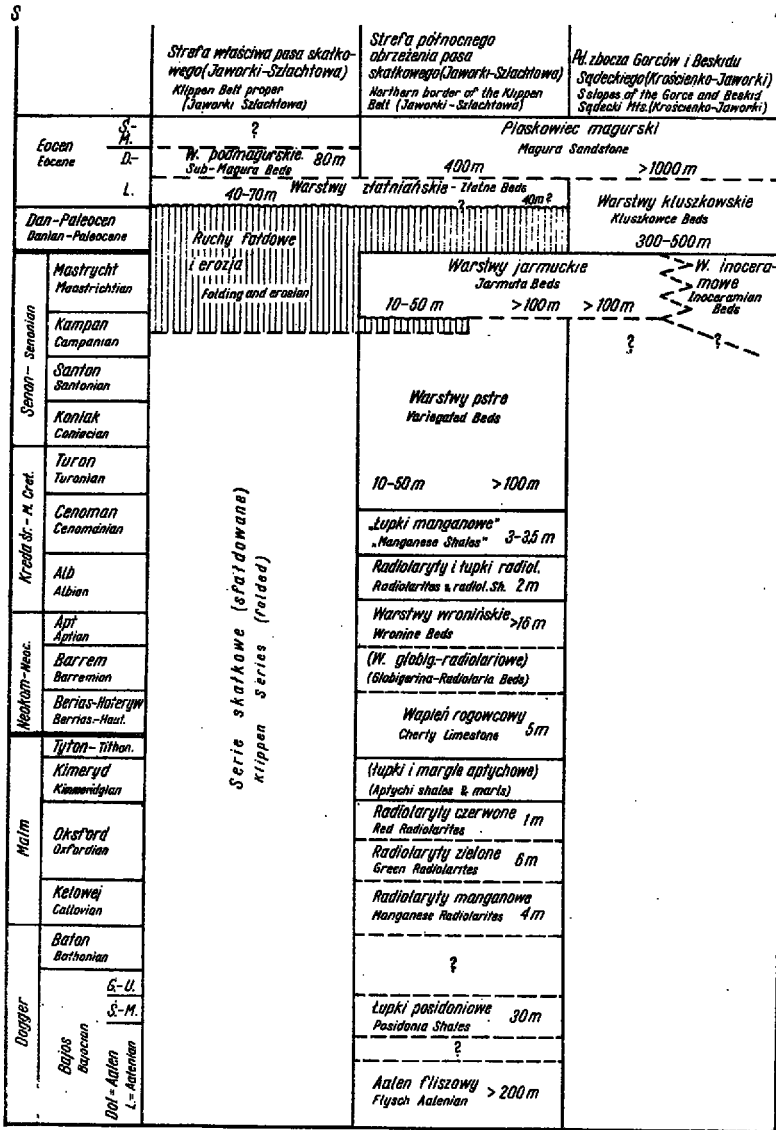 S
Strefa właściwa pasa skałko-
wego (Jaworki-Szlachtowa)
Klippen Belt proper
(Jaworki Szlachtowa)
Strefa północnego
obrzeżenia pasa
skałkowego (Jaworki-Szlachtowa)
Northern border of the Klippen
Belt (Jaworki-Szlachtowa)
Pd. zbocza Gorców i Beskidu
Sądeckiego (Krościenko-Jaworki)
S slopes of the Gorce and Beskid
Sądecki Mts. (Krościenko-Jaworki)
Eocen
Eocene
Ś.-
M.
D.-
L.
?
W. podmagurskie 80m
Sub-Magura Beds
Piaskowiec magurski
Magura Sandstone
400m >1000m
Warstwy złatniańskie - Złatne Beds
40-70m ? 40m?
Warstwy kluszkowskie
Kluszkowce Beds
300-500m
Dan-Paleocen
Danian-Paleocene
Ruchy fałdowe
i erozja
Folding and erosion
Senon - Senonian
Mastrycht
Maastrichtian
Warstwy jarmuckie
Jarmuta Beds
10-50m >100m >100m
W. inocera-
mowe
Inoceramian
Beds
Kampan
Campanian
? ?
Santon
Santonian
Koniak
Coniacian
Warstwy pstre
Variegated Beds
10-50m >100m
Kreda śr. - M. Cret.
Turon
Turonian
Cenoman
Cenomanian
„Łupki manganowe"
„Manganese Shales" 3-3,5m
Alb
Albian
Radiolaryty i łupki radiol.
Radiolarites & radiol. Sh. 2m
Serie skałkowe (sfałdowane)
Klippen Series (folded)
Neokom-Neoc.
Apt
Aptian
Warstwy wronińskie >16m
Wronine Beds
Barrem
Barremian
(W. globig.-radiolariowe)
(Globigerina-Radiolaria Beds)
Berias-Hoteryw
Berrias.-Haut.
Wapień rogowcowy
Cherty Limestone 5m
Malm
Tyton - Tithon.
Kimeryd
Kimmeridgian
(Łupki i margle aptychowe)
(Aptychi shales & marls)
Oksford
Oxfordian
Radiolaryty czerwone
Red Radiolarites 1m
Radiolaryty zielone
Green Radiolarites 6m
Kelowej
Callovian
Radiolaryty manganowe
Manganese Radiolarites 4m
Dogger
Baton
Bathonian
?
Bajos
Bajocian
G.-U.
Ś.-M.
Łupki posidoniowe
Posidonia Shales 30m
?
Doł = Aalen
L. = Aalenian
Aalen fliszowy
Flysch Aalenian >200m